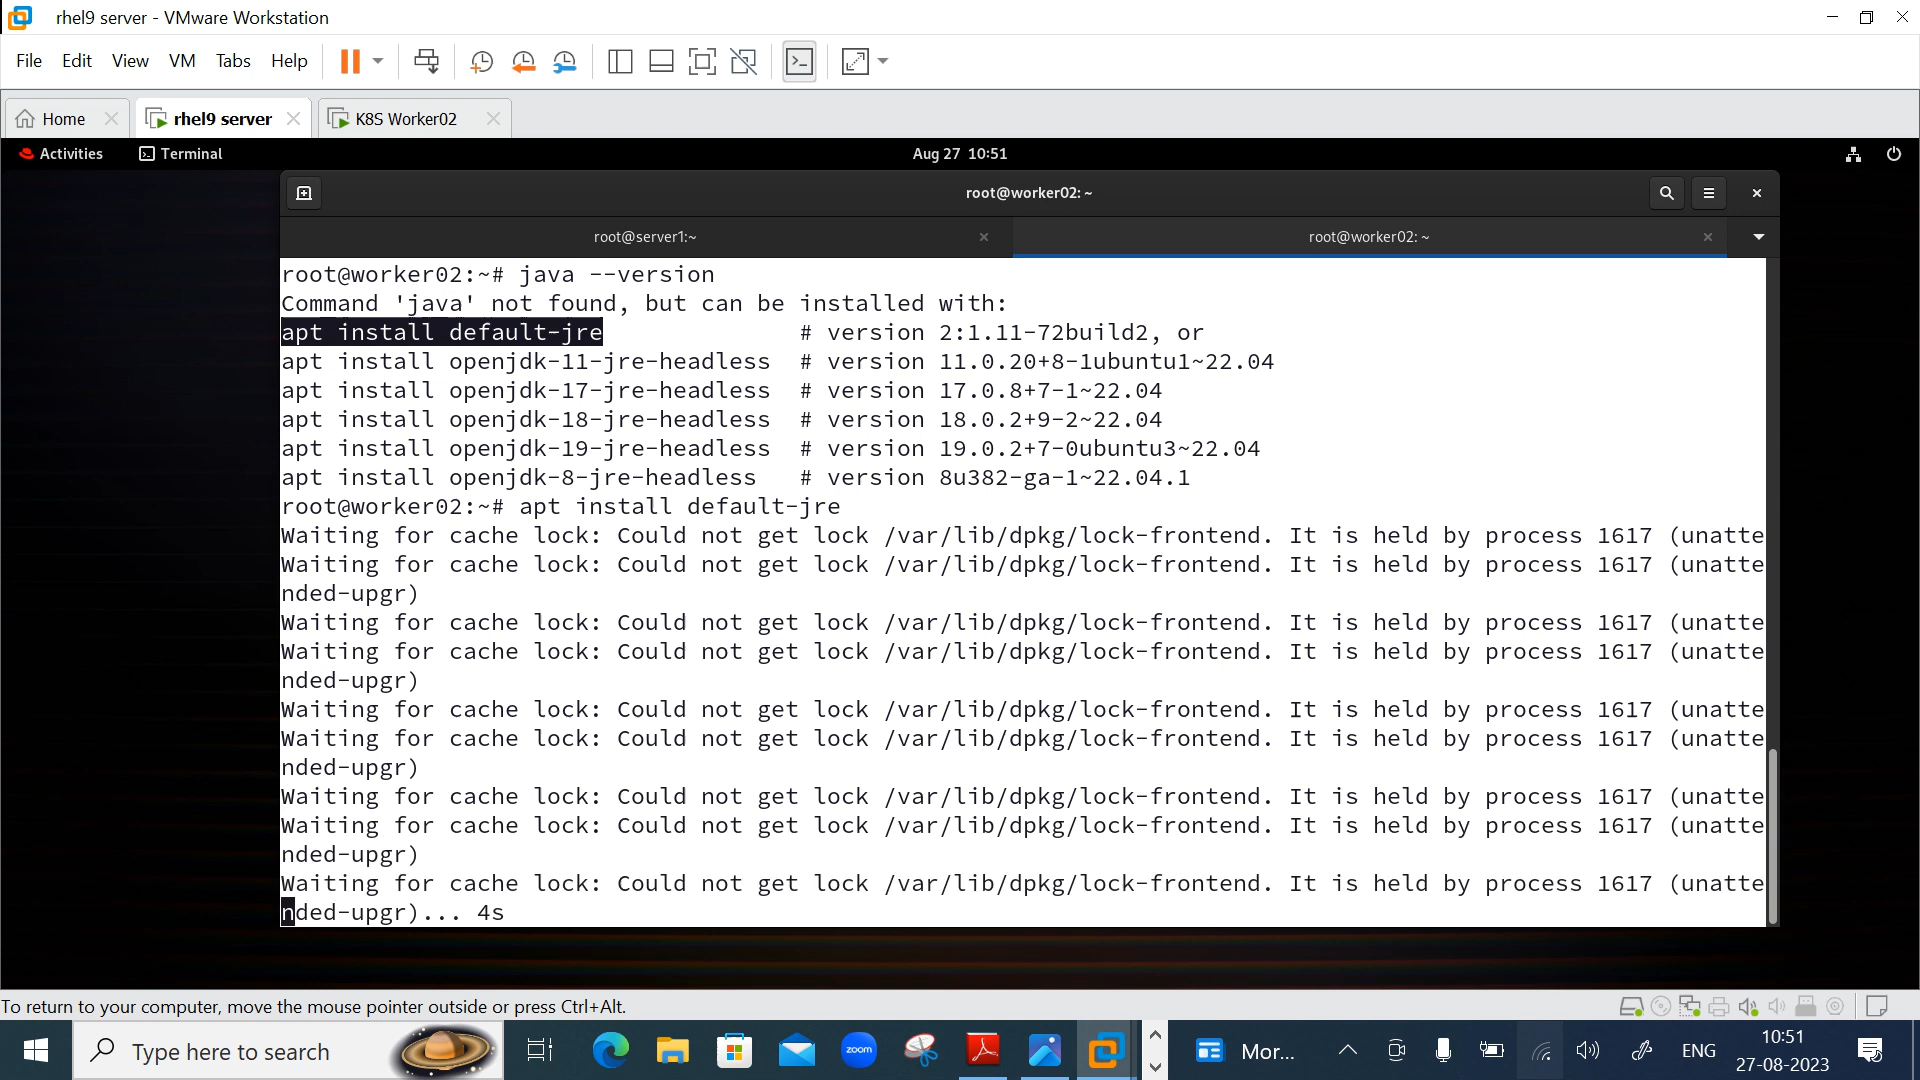 rhel9 server - VMware Workstation
File Edit View VM Tabs Help
Home rhel9 server K8S Worker02
Activities Terminal Aug 27 10:51
root@worker02: ~
root@server1:~ root@worker02: ~
root@worker02:~# java --version
Command 'java' not found, but can be installed with:
apt install default-jre # version 2:1.11-72build2, or
apt install openjdk-11-jre-headless # version 11.0.20+8-1ubuntu1~22.04
apt install openjdk-17-jre-headless # version 17.0.8+7-1~22.04
apt install openjdk-18-jre-headless # version 18.0.2+9-2~22.04
apt install openjdk-19-jre-headless # version 19.0.2+7-0ubuntu3~22.04
apt install openjdk-8-jre-headless # version 8u382-ga-1~22.04.1
root@worker02:~# apt install default-jre
Waiting for cache lock: Could not get lock /var/lib/dpkg/lock-frontend. It is held by process 1617 (unatte
Waiting for cache lock: Could not get lock /var/lib/dpkg/lock-frontend. It is held by process 1617 (unatte
nded-upgr)
Waiting for cache lock: Could not get lock /var/lib/dpkg/lock-frontend. It is held by process 1617 (unatte
Waiting for cache lock: Could not get lock /var/lib/dpkg/lock-frontend. It is held by process 1617 (unatte
nded-upgr)
Waiting for cache lock: Could not get lock /var/lib/dpkg/lock-frontend. It is held by process 1617 (unatte
Waiting for cache lock: Could not get lock /var/lib/dpkg/lock-frontend. It is held by process 1617 (unatte
nded-upgr)
Waiting for cache lock: Could not get lock /var/lib/dpkg/lock-frontend. It is held by process 1617 (unatte
Waiting for cache lock: Could not get lock /var/lib/dpkg/lock-frontend. It is held by process 1617 (unatte
nded-upgr)
Waiting for cache lock: Could not get lock /var/lib/dpkg/lock-frontend. It is held by process 1617 (unatte
nded-upgr)... 4s
To return to your computer, move the mouse pointer outside or press Ctrl+Alt.
Type here to search zoom Mor... ENG 10:51
27-08-2023